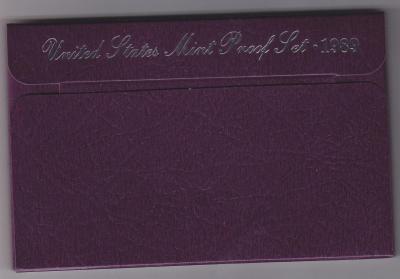 United States Mint Proof Set · 1989